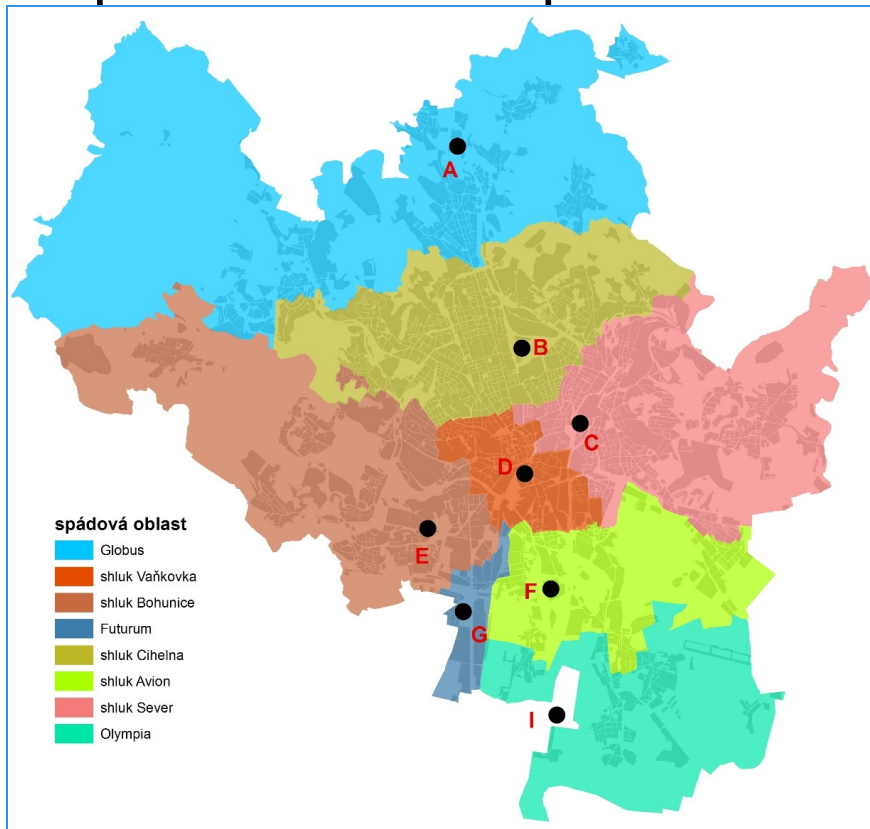 A
B
C
D
E
F
G
I
spádová oblast
Globus
shluk Vaňkovka
shluk Bohunice
Futurum
shluk Cihelna
shluk Avion
shluk Sever
Olympia